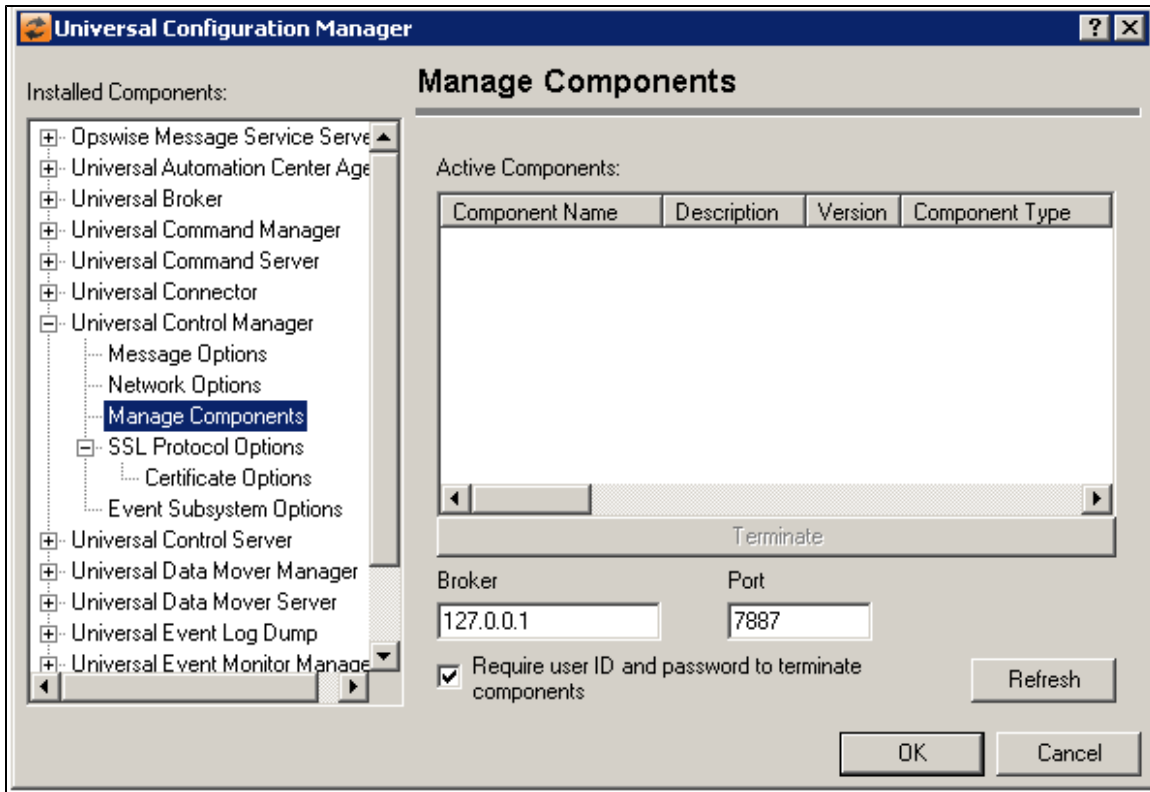 Universal Configuration Manager
Installed Components:
Opswise Message Service Serve
Universal Automation Center Age
Universal Broker
Universal Command Manager
Universal Command Server
Universal Connector
Universal Control Manager
Message Options
Network Options
Manage Components
SSL Protocol Options
Certificate Options
Event Subsystem Options
Universal Control Server
Universal Data Mover Manager
Universal Data Mover Server
Universal Event Log Dump
Universal Event Monitor Manage
Manage Components
Active Components:
Component Name Description Version Component Type
Terminate
Broker Port
127.0.0.1 7887
Require user ID and password to terminate
components
Refresh
OK Cancel